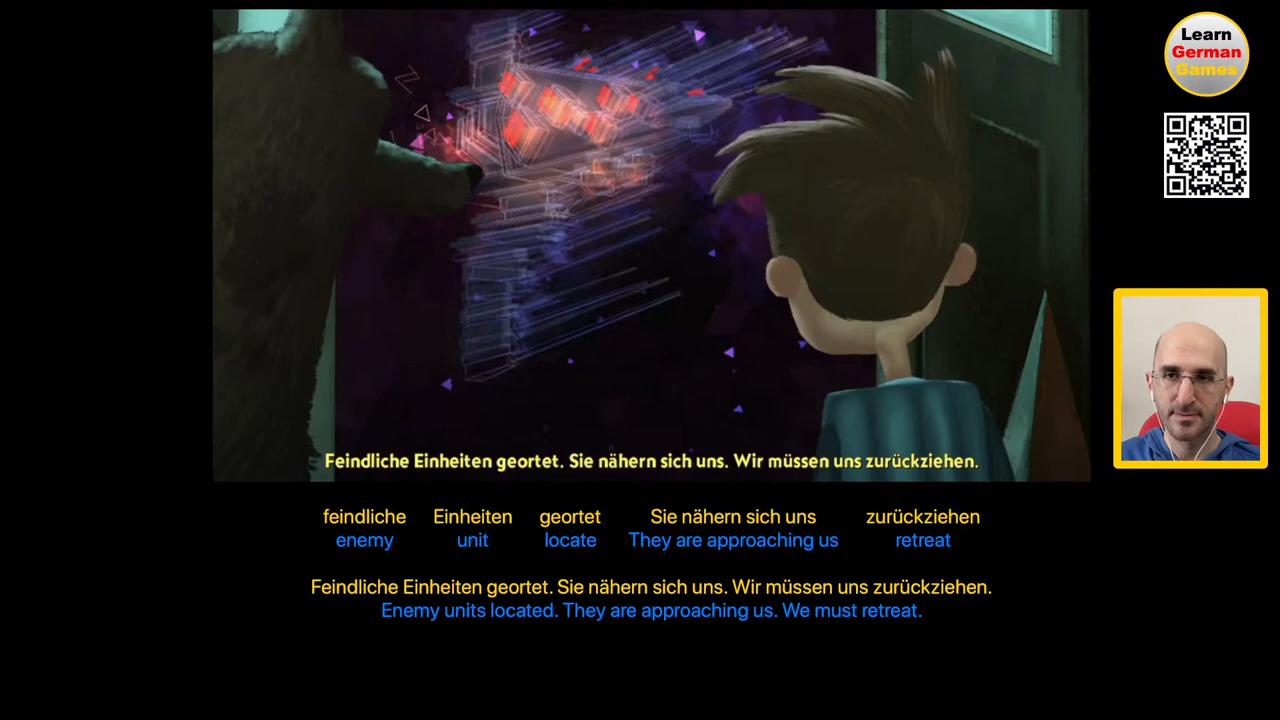 Learn
German
Games
Feindliche Einheiten geortet. Sie nähern sich uns. Wir müssen uns zurückziehen.
feindliche Einheiten geortet Sie nähern sich uns zurückziehen
enemy unit locate They are approaching us retreat
Feindliche Einheiten geortet. Sie nähern sich uns. Wir müssen uns zurückziehen.
Enemy units located. They are approaching us. We must retreat.